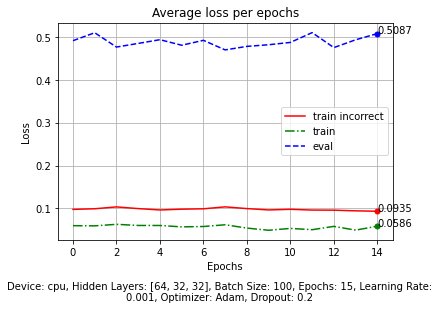 Average loss per epochs
0.5
0.4
0.3
0.2
0.1
Loss
0.5087
train incorrect
train
eval
0.0935
0.0586
0 2 4 6 8 10 12 14
Epochs
Device: cpu, Hidden Layers: [64, 32, 32], Batch Size: 100, Epochs: 15, Learning Rate:
0.001, Optimizer: Adam, Dropout: 0.2